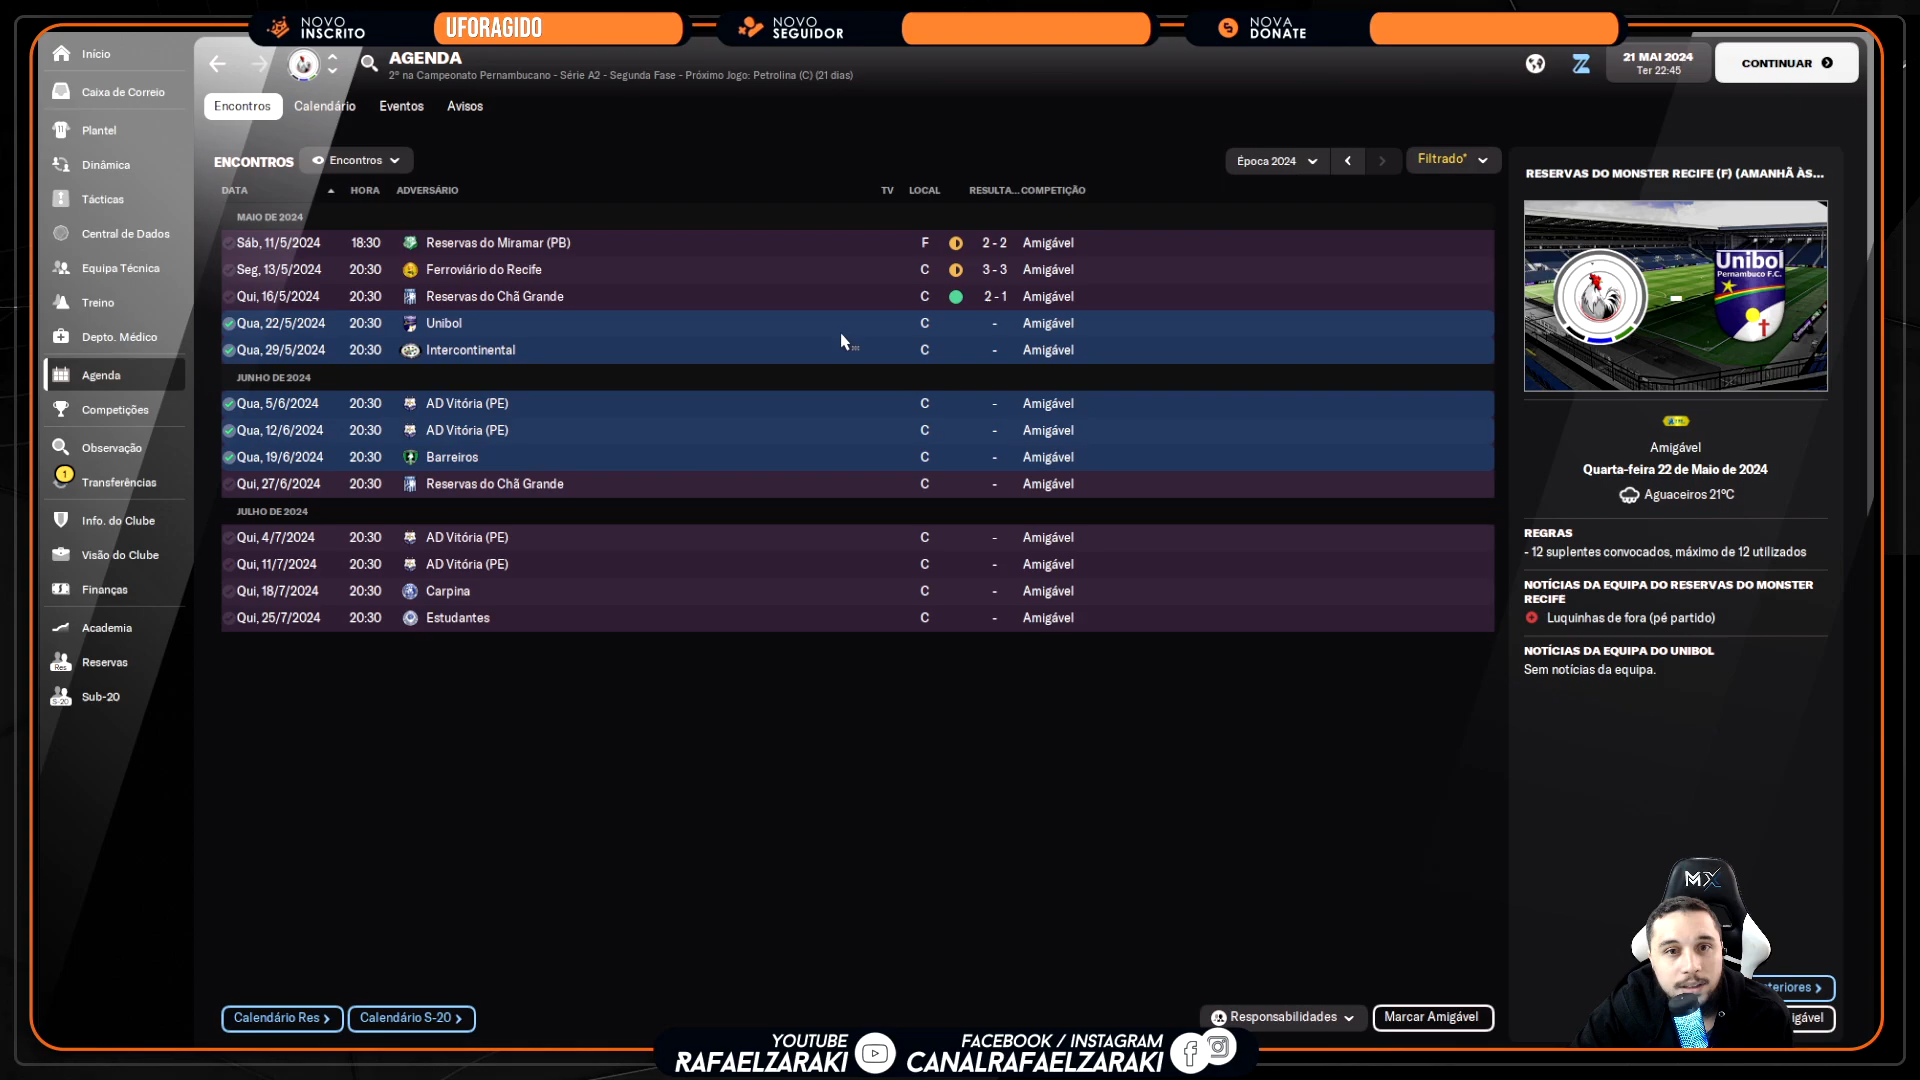 NOVO
INSCRITO
UFORAGIDO
NOVO
SEGUIDOR
NOVA
DONATE
Início
Caixa de Correio
Plantel
Dinâmica
Tácticas
Central de Dados
Equipa Técnica
Treino
Depto. Médico
Agenda
Competições
Observação
1
Transferências
Info. do Clube
Visão do Clube
Finanças
Academia
Res
Reservas
S-20
Sub-20
AGENDA
2º na Campeonato Pernambucano - Série A2 - Segunda Fase - Próximo Jogo: Petrolina (C) (21 dias)
21 MAI 2024
Ter 22:45
CONTINUAR
Encontros Calendário Eventos Avisos
ENCONTROS Encontros
Época 2024
Filtrado*
DATA HORA ADVERSÁRIO TV LOCAL RESULTA... COMPETIÇÃO
MAIO DE 2024
Sáb, 11/5/2024 18:30 Reservas do Miramar (PB) F 2 - 2 Amigável
Seg, 13/5/2024 20:30 Ferroviário do Recife C 3 - 3 Amigável
Qui, 16/5/2024 20:30 Reservas do Chã Grande C 2 - 1 Amigável
Qua, 22/5/2024 20:30 Unibol C - Amigável
Qua, 29/5/2024 20:30 Intercontinental C - Amigável
JUNHO DE 2024
Qua, 5/6/2024 20:30 AD Vitória (PE) C - Amigável
Qua, 12/6/2024 20:30 AD Vitória (PE) C - Amigável
Qua, 19/6/2024 20:30 Barreiros C - Amigável
Qui, 27/6/2024 20:30 Reservas do Chã Grande C - Amigável
JULHO DE 2024
Qui, 4/7/2024 20:30 AD Vitória (PE) C - Amigável
Qui, 11/7/2024 20:30 AD Vitória (PE) C - Amigável
Qui, 18/7/2024 20:30 Carpina C - Amigável
Qui, 25/7/2024 20:30 Estudantes C - Amigável
RESERVAS DO MONSTER RECIFE (F) (AMANHÃ ÀS...
Unibol
Pernambuco F.C.
Amigável
Quarta-feira 22 de Maio de 2024
Aguaceiros 21°C
REGRAS
- 12 suplentes convocados, máximo de 12 utilizados
NOTÍCIAS DA EQUIPA DO RESERVAS DO MONSTER
RECIFE
Luquinhas de fora (pé partido)
NOTÍCIAS DA EQUIPA DO UNIBOL
Sem notícias da equipa.
MX
teriores
igável
Calendário Res
Calendário S-20
Responsabilidades
Marcar Amigável
YOUTUBE
RAFAELZARAKI
FACEBOOK / INSTAGRAM
CANALRAFAELZARAKI